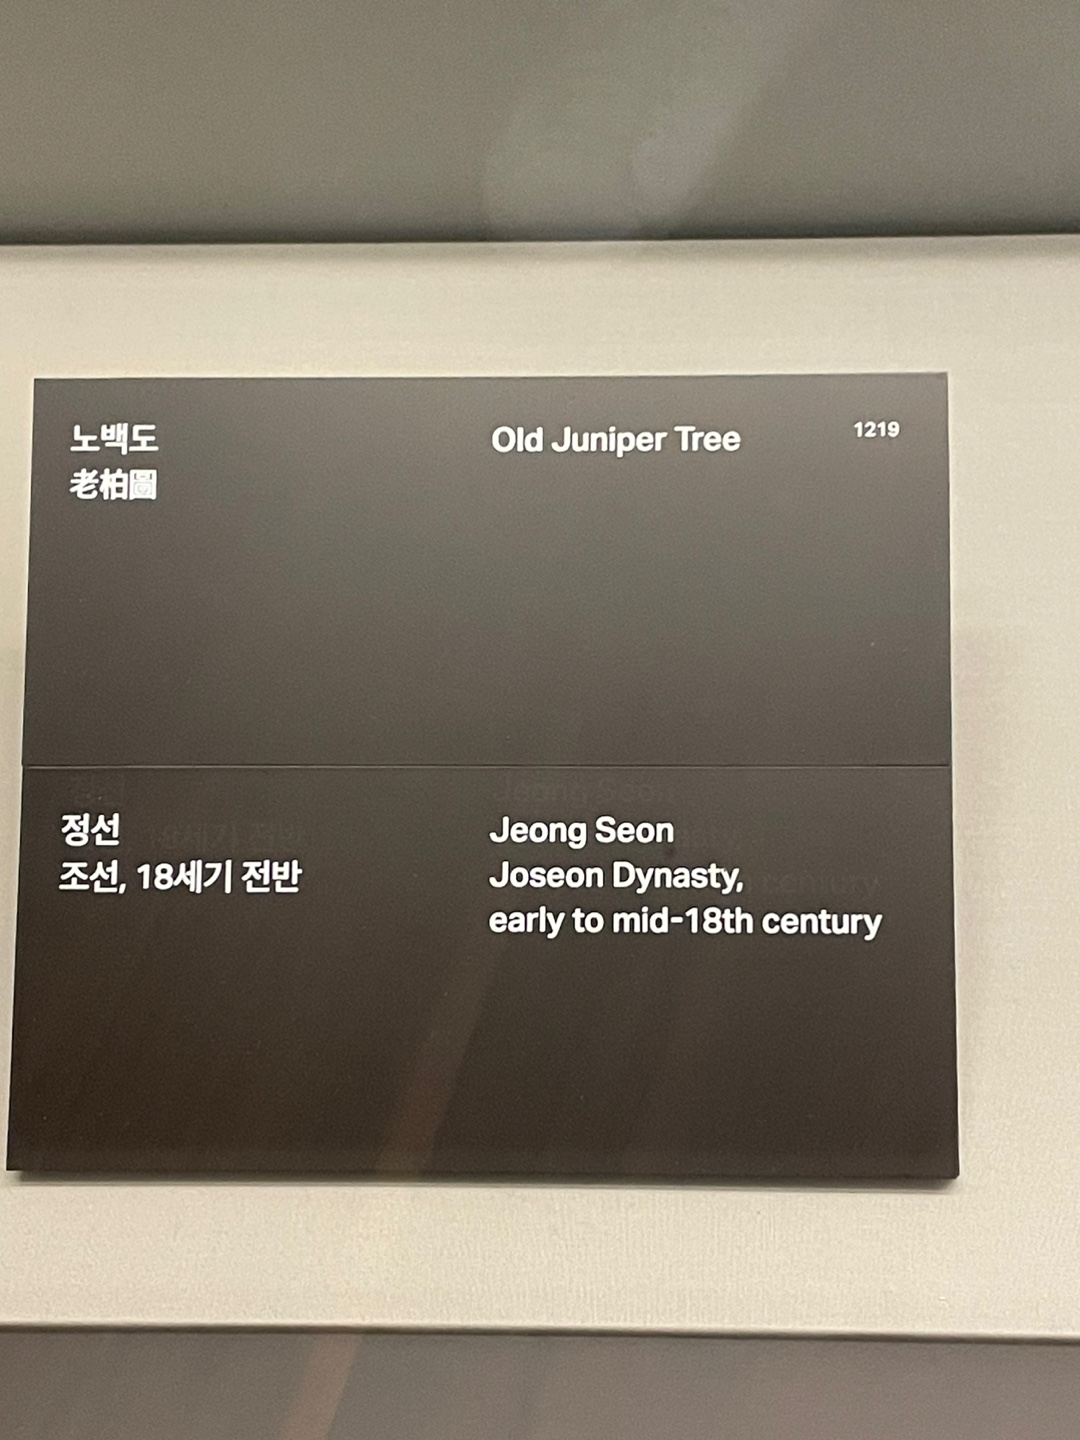 노백도
老柏圖
Old Juniper Tree
1219
정선
조선, 18세기 전반
Jeong Seon
Joseon Dynasty,
early to mid-18th century